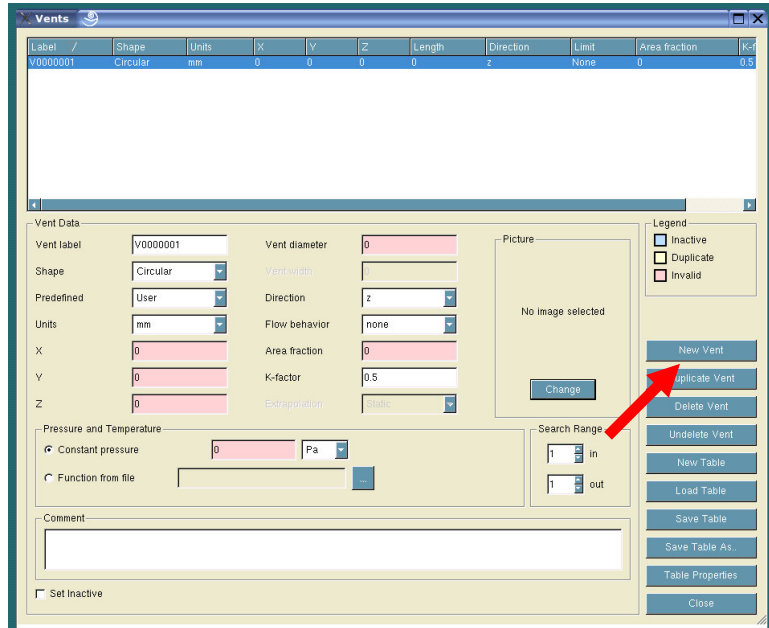 Vents
Label / Shape Units X Y Z Length Direction Limit Area fraction K-f
V0000001 Circular mm 0 0 0 0 z None 0 0.5
Vent Data
Vent label V0000001 Vent diameter 0
Shape Circular Vent width 0
Predefined User Direction z
Units mm Flow behavior none
X 0 Area fraction 0
Y 0 K-factor 0.5
Z 0 Extrapolation Static
Picture
No image selected
Change
Legend
Inactive
Duplicate
Invalid
Pressure and Temperature
Constant pressure 0 Pa
Function from file ...
Search Range
1 in
1 out
Comment
Set Inactive
New Vent
uplicate Vent
Delete Vent
Undelete Vent
New Table
Load Table
Save Table
Save Table As..
Table Properties
Close